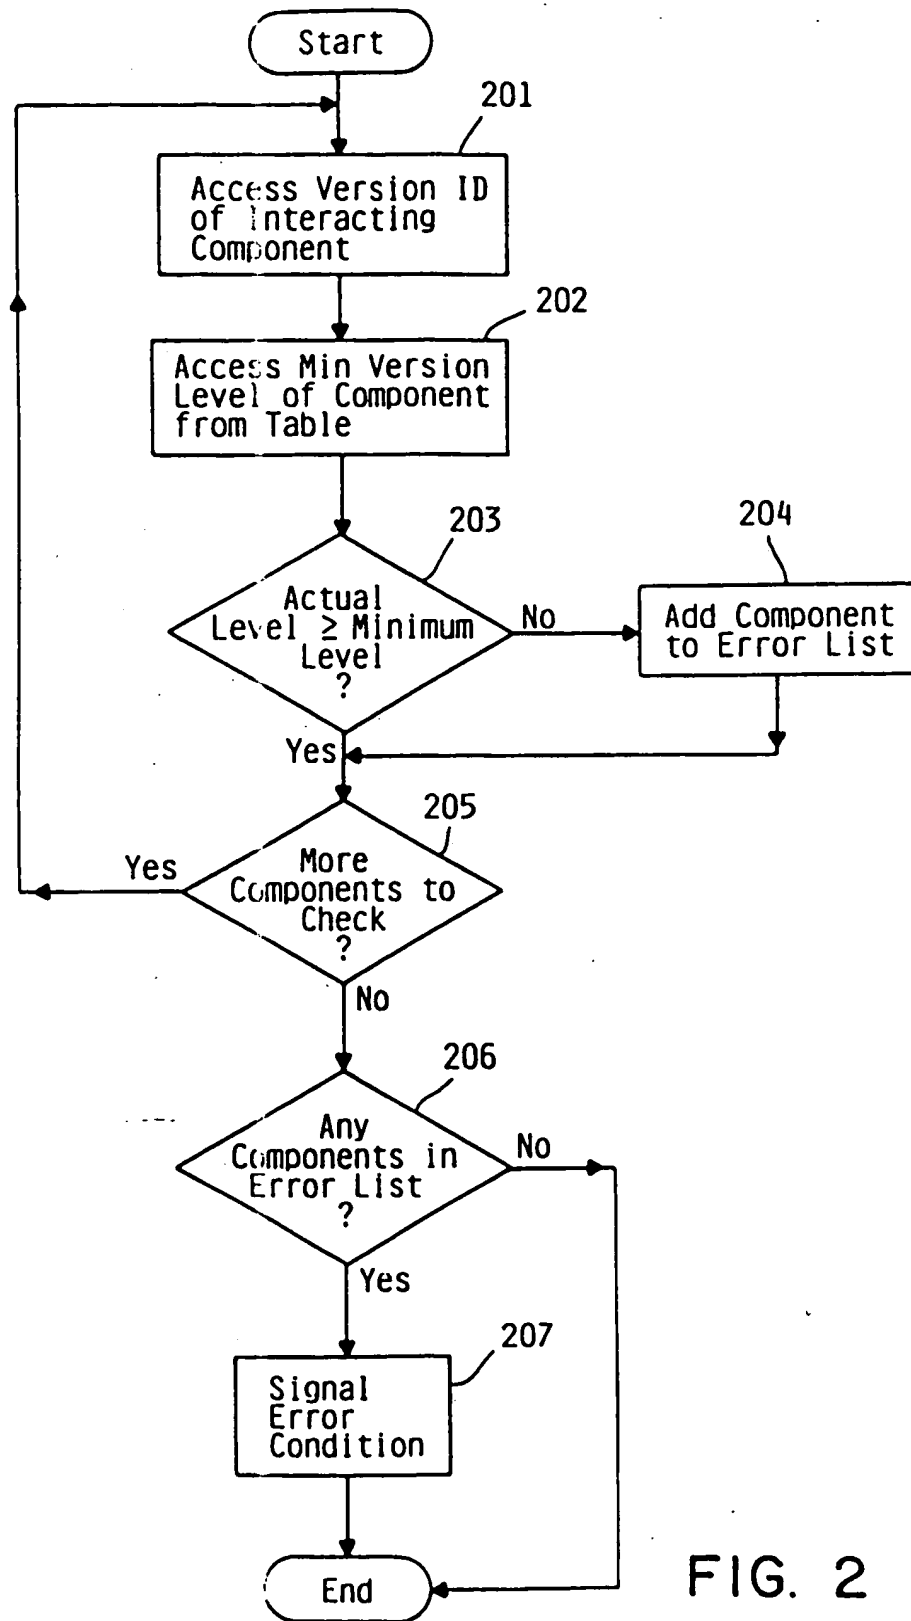 Start
201
Access Version ID
of Interacting
Component
202
Access Min Version
Level of Component
from Table
203
Actual
Level ≥ Minimum
Level
?
No
204
Add Component
to Error List
Yes
205
More
Components to
Check
?
Yes
No
206
Any
Components in
Error List
?
No
Yes
207
Signal
Error
Condition
End
FIG. 2